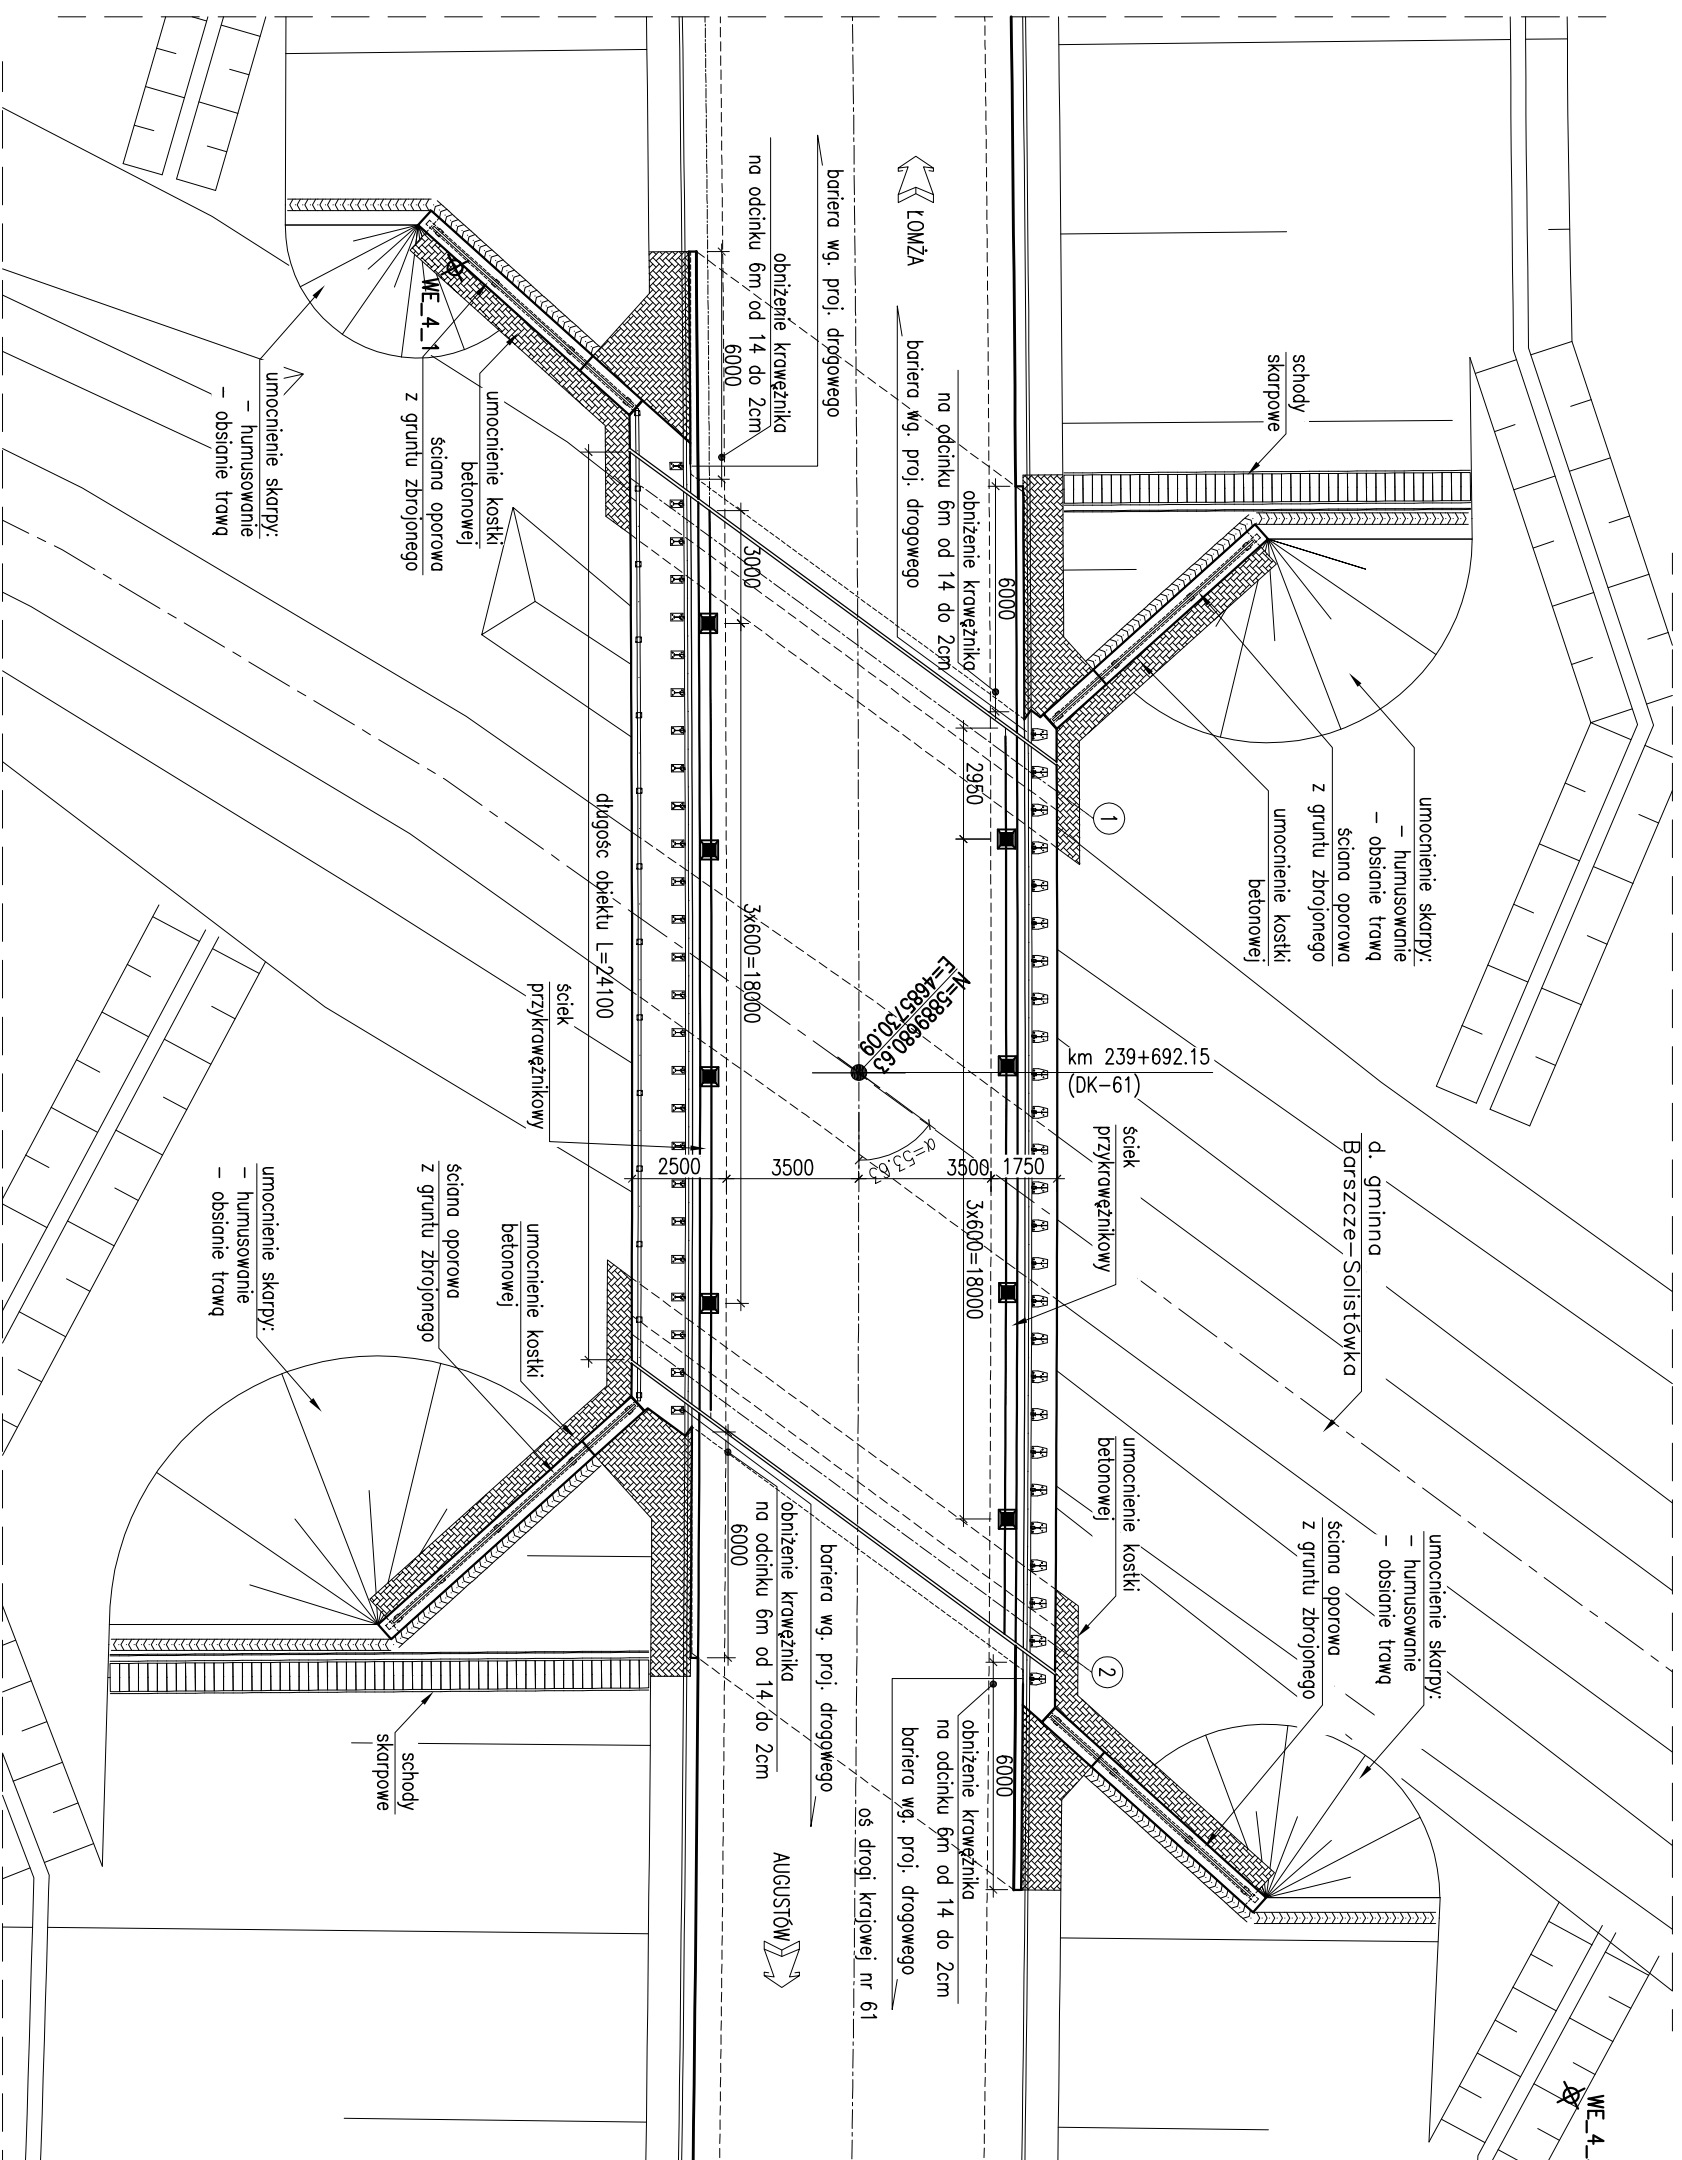 ŁOMŻA
bariera wg. proj. drogowego
obniżenie krawężnika
na odcinku 6m od 14 do 2cm
6000
bariera wg. proj. drogowego
obniżenie krawężnika
na odcinku 6m od 14 do 2cm
6000
schody
skarpowe
WE_4_1
umocnienie kostki
betonowej
ściana oporowa
z gruntu zbrojonego
umocnienie skarpy:
- humusowanie
- obsianie trawą
3000
2950
1
umocnienie skarpy:
- humusowanie
- obsianie trawą
ściana oporowa
z gruntu zbrojonego
umocnienie kostki
betonowej
długośc obiektu L=24100
3x600=18000
N=5889680.63
E=4685730.09
km 239+692.15
(DK-61)
ściek
przykrawężnikowy
ściek
przykrawężnikowy
d. gminna
Barszcze-Solistówka
α=53.63
2500
3500
3500
1750
3x600=18000
umocnienie skarpy:
- humusowanie
- obsianie trawą
ściana oporowa
z gruntu zbrojonego
umocnienie kostki
betonowej
umocnienie kostki
betonowej
ściana oporowa
z gruntu zbrojonego
umocnienie skarpy:
- humusowanie
- obsianie trawą
2
6000
obniżenie krawężnika
na odcinku 6m od 14 do 2cm
bariera wg. proj. drogowego
6000
obniżenie krawężnika
na odcinku 6m od 14 do 2cm
bariera wg. proj. drogowego
schody
skarpowe
AUGUSTÓW
oś drogi krajowej nr 61
WE_4_